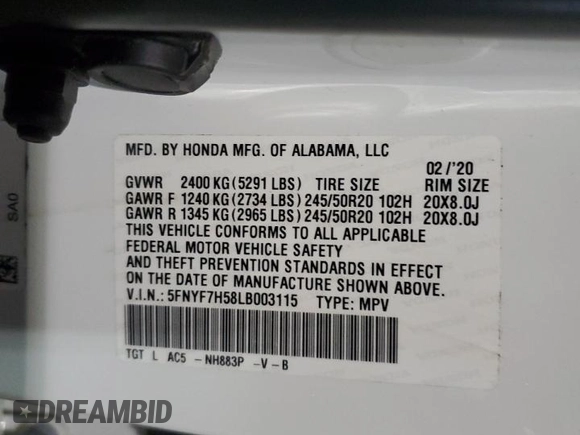 MFD. BY HONDA MFG. OF ALABAMA, LLC
02/'20
GVWR 2400 KG (5291 LBS) TIRE SIZE RIM SIZE
GAWR F 1240 KG (2734 LBS) 245/50R20 102H 20X8.0J
GAWR R 1345 KG (2965 LBS) 245/50R20 102H 20X8.0J
THIS VEHICLE CONFORMS TO ALL APPLICABLE
FEDERAL MOTOR VEHICLE SAFETY
AND THEFT PREVENTION STANDARDS IN EFFECT
ON THE DATE OF MANUFACTURE SHOWN ABOVE.
V.I.N.: 5FNYF7H58LB003115 TYPE: MPV
TGT L AC5 - NH883P -V - B
SA0
DREAMBID